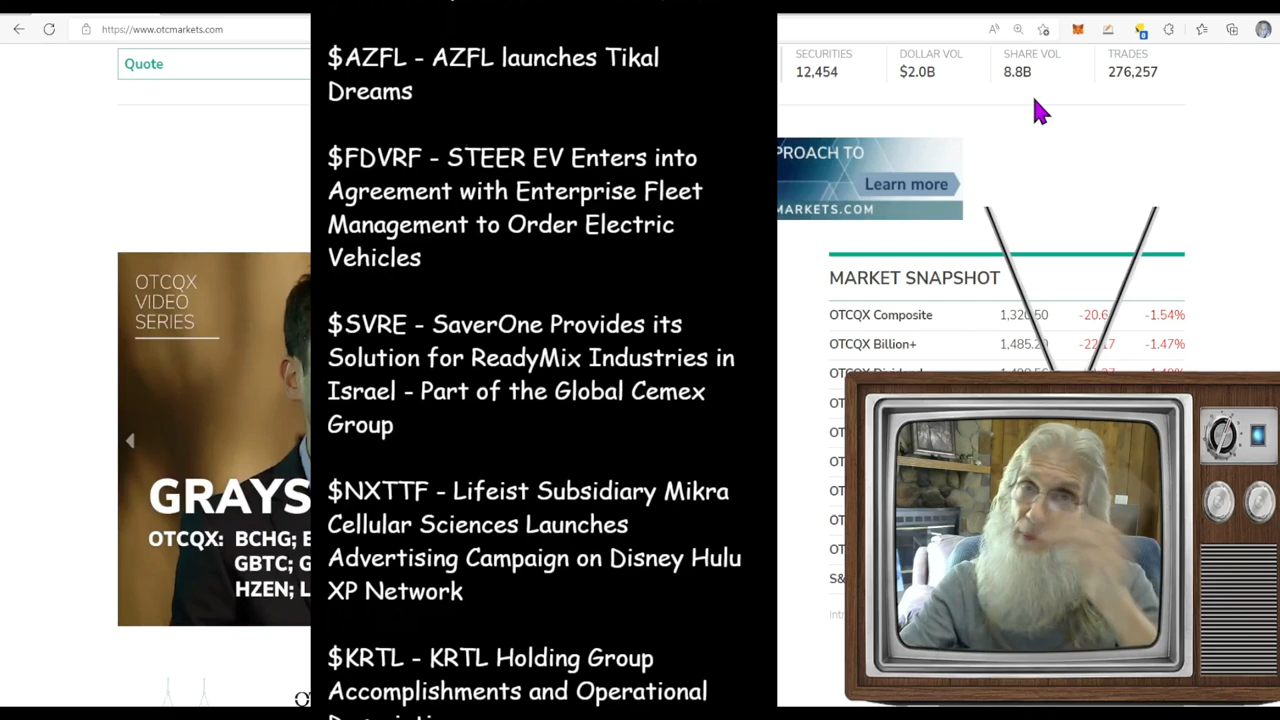 https://www.otcmarkets.com
Quote
SECURITIES
12,454
DOLLAR VOL
$2.0B
SHARE VOL
8.8B
TRADES
276,257
$AZFL - AZFL launches Tikal
Dreams
$FDVRF - STEER EV Enters into
Agreement with Enterprise Fleet
Management to Order Electric
Vehicles
$SVRE - SaverOne Provides its
Solution for ReadyMix Industries in
Israel - Part of the Global Cemex
Group
$NXTTF - Lifeist Subsidiary Mikra
Cellular Sciences Launches
Advertising Campaign on Disney Hulu
XP Network
$KRTL - KRTL Holding Group
Accomplishments and Operational
PROACH TO
Learn more
MARKETS.COM
OTCQX
VIDEO
SERIES
GRAYS
OTCQX: BCHG; E
GBTC; G
HZEN; L
MARKET SNAPSHOT
OTCQX Composite -1.54%
OTCQX Billion+ -1.47%